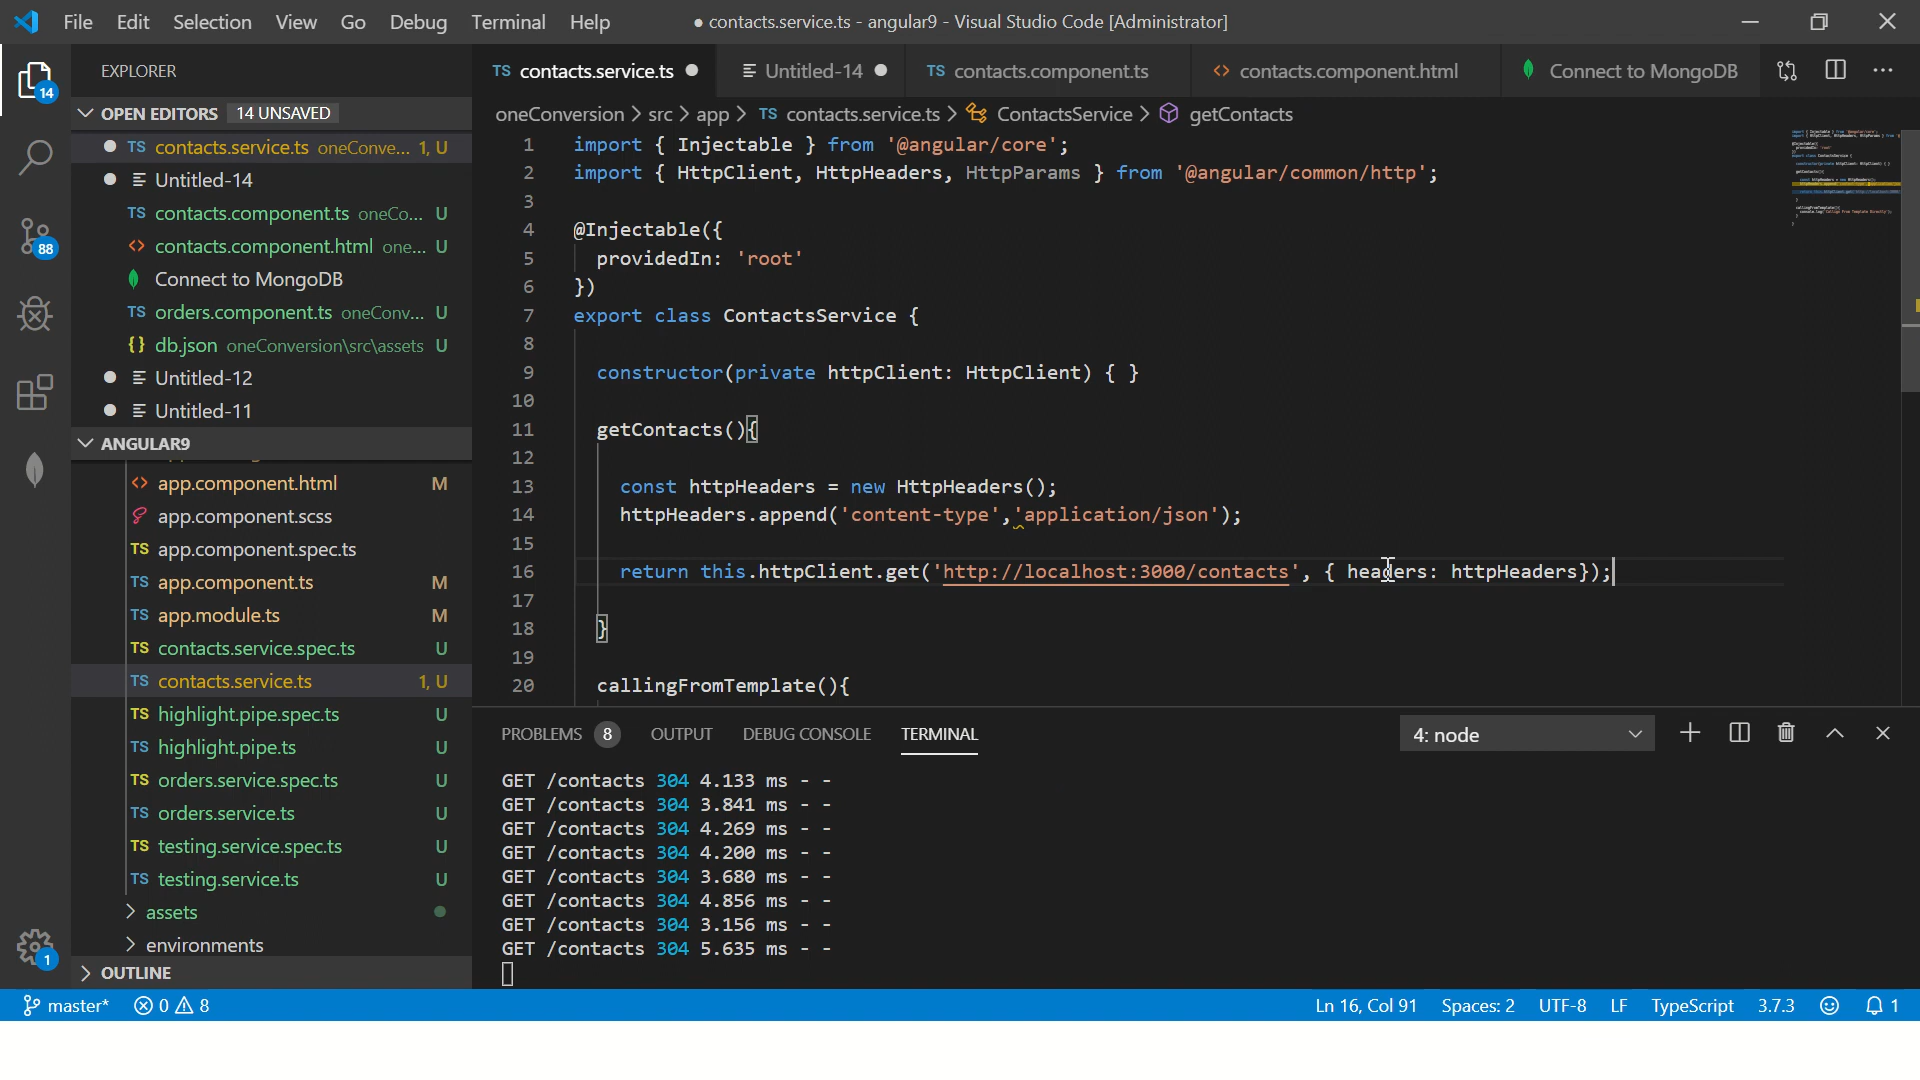 File Edit Selection View Go Debug Terminal Help
● contacts.service.ts - angular9 - Visual Studio Code [Administrator]
EXPLORER
OPEN EDITORS 14 UNSAVED
TS contacts.service.ts oneConve... 1, U
Untitled-14
TS contacts.component.ts oneCo... U
<> contacts.component.html one... U
Connect to MongoDB
TS orders.component.ts oneConv... U
{} db.json oneConversion\src\assets U
Untitled-12
Untitled-11
ANGULAR9
<> app.component.html M
app.component.scss
TS app.component.spec.ts
TS app.component.ts M
TS app.module.ts M
TS contacts.service.spec.ts U
TS contacts.service.ts 1, U
TS highlight.pipe.spec.ts U
TS highlight.pipe.ts U
TS orders.service.spec.ts U
TS orders.service.ts U
TS testing.service.spec.ts U
TS testing.service.ts U
assets
environments
OUTLINE
14
88
1
TS contacts.service.ts ● Untitled-14 ● TS contacts.component.ts <> contacts.component.html Connect to MongoDB
oneConversion > src > app > TS contacts.service.ts > ContactsService > getContacts
1 import { Injectable } from '@angular/core';
2 import { HttpClient, HttpHeaders, HttpParams } from '@angular/common/http';
3
4 @Injectable({
5 providedIn: 'root'
6 })
7 export class ContactsService {
8
9 constructor(private httpClient: HttpClient) { }
10
11 getContacts(){
12
13 const httpHeaders = new HttpHeaders();
14 httpHeaders.append('content-type','application/json');
15
16 return this.httpClient.get('http://localhost:3000/contacts', { headers: httpHeaders});
17
18 }
19
20 callingFromTemplate(){
PROBLEMS 8 OUTPUT DEBUG CONSOLE TERMINAL 4: node
GET /contacts 304 4.133 ms - -
GET /contacts 304 3.841 ms - -
GET /contacts 304 4.269 ms - -
GET /contacts 304 4.200 ms - -
GET /contacts 304 3.680 ms - -
GET /contacts 304 4.856 ms - -
GET /contacts 304 3.156 ms - -
GET /contacts 304 5.635 ms - -
master* 0 8 Ln 16, Col 91 Spaces: 2 UTF-8 LF TypeScript 3.7.3 1